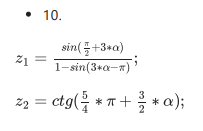 • 10.
z₁ = sin(π/2+3*α)/1−sin(3*α−π);
z₂ = ctg(5/4 * π + 3/2 * α);